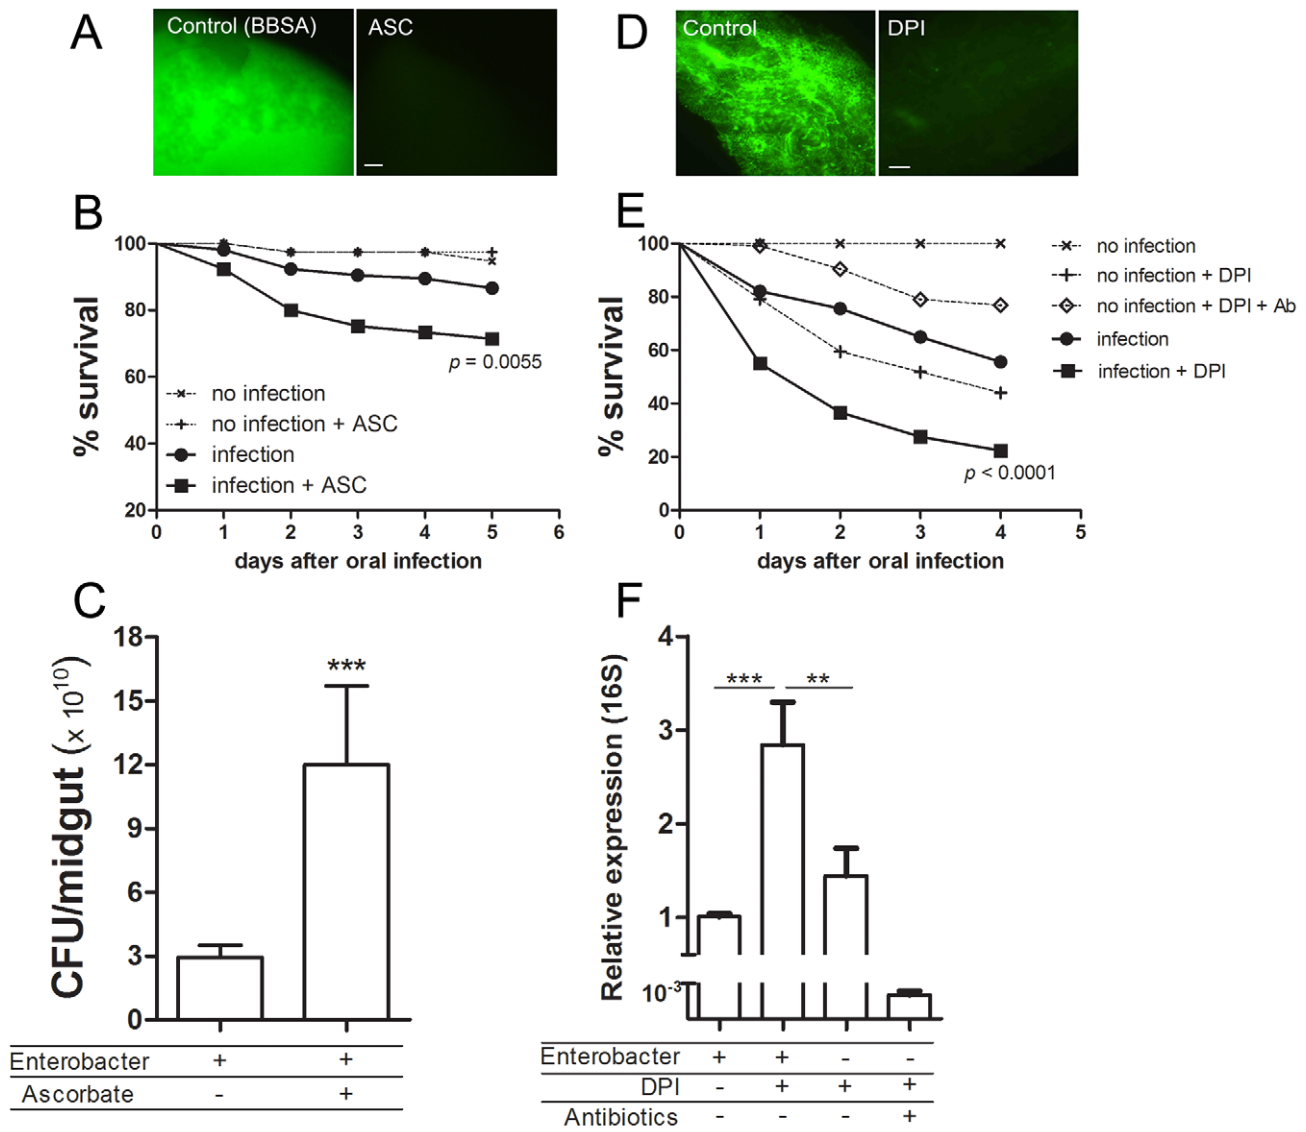 A
Control (BBSA)
ASC
B
% survival
100
80
60
40
20
0
1
2
3
4
5
6
no infection
no infection + ASC
infection
infection + ASC
p = 0.0055
days after oral infection
C
CFU/midgut (x 10¹⁰)
18
15
12
9
6
3
0
***
Enterobacter + +
Ascorbate - +
D
Control
DPI
E
% survival
100
80
60
40
20
0
0
1
2
3
4
5
p < 0.0001
days after oral infection
no infection
no infection + DPI
no infection + DPI + Ab
infection
infection + DPI
F
Relative expression (16S)
4
3
2
1
10⁻³
*** **
Enterobacter + + - -
DPI - + + +
Antibiotics - - - +